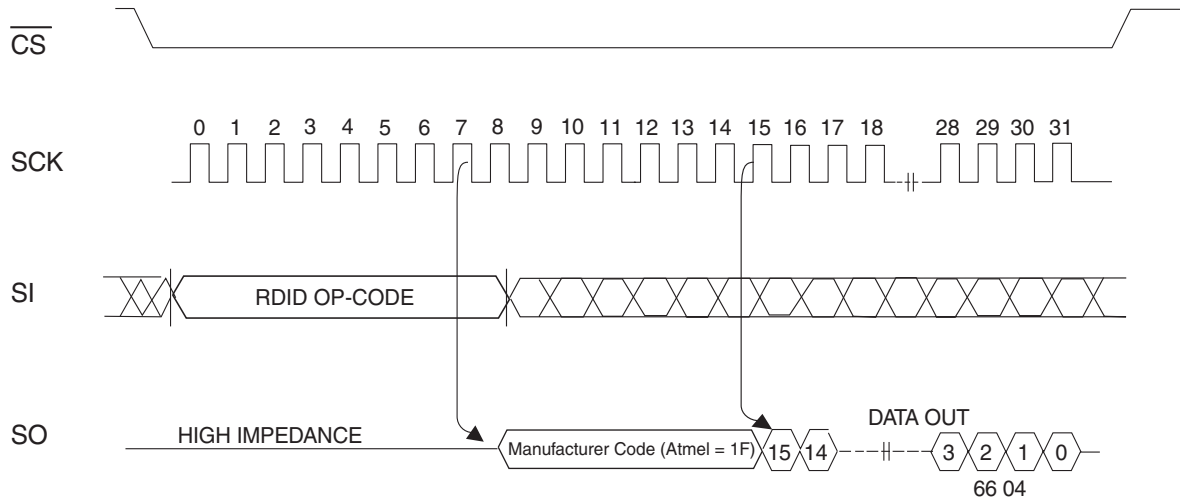 CS
0 1 2 3 4 5 6 7 8 9 10 11 12 13 14 15 16 17 18 28 29 30 31
SCK
SI
RDID OP-CODE
SO
HIGH IMPEDANCE
DATA OUT
Manufacturer Code (Atmel = 1F) 15 14 3 2 1 0
66 04